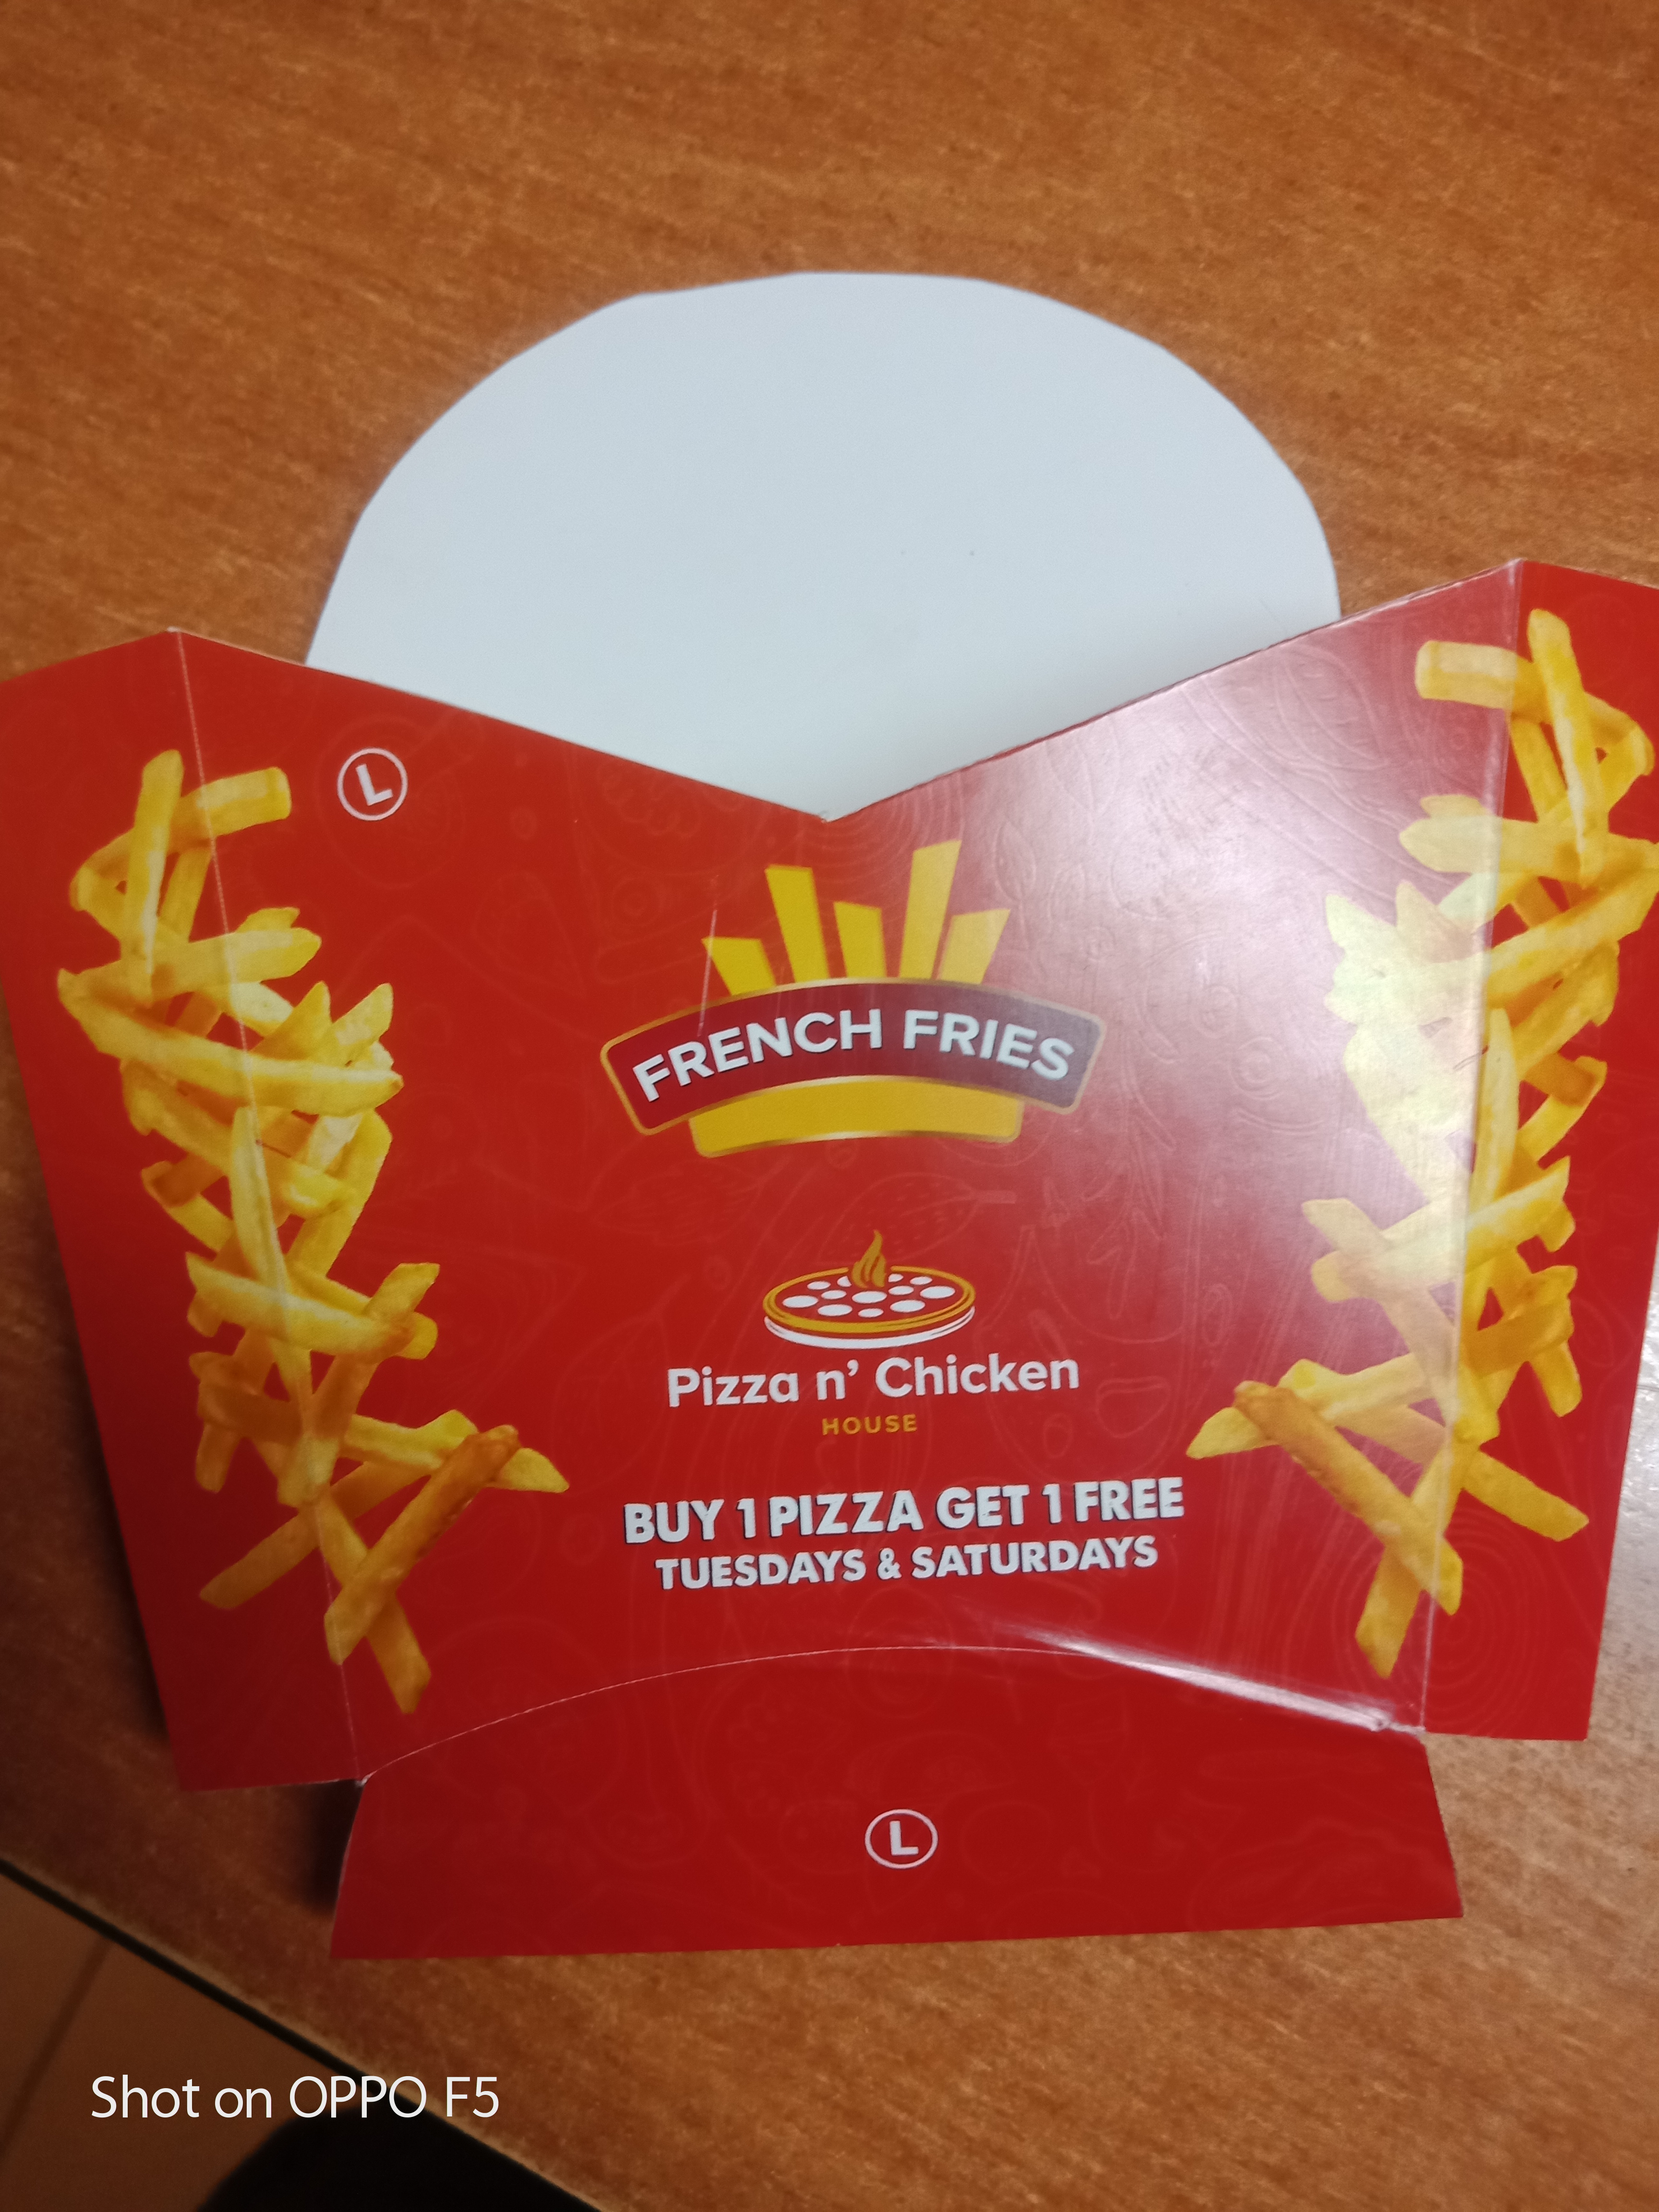 L
FRENCH FRIES
Pizza n' Chicken
HOUSE
BUY 1 PIZZA GET 1 FREE
TUESDAYS & SATURDAYS
L
Shot on OPPO F5